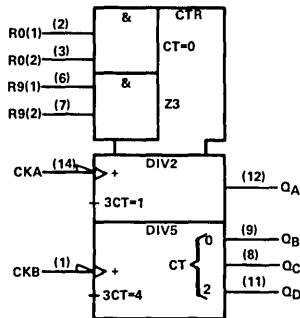 & CTR
R0(1) (2)
CT=0
R0(2) (3)
R9(1) (6)
& Z3
R9(2) (7)
DIV2
CKA (14) + (12) QA
3CT=1
DIV5
0 (9) QB
CKB (1) + CT (8) QC
3CT=4 2 (11) QD